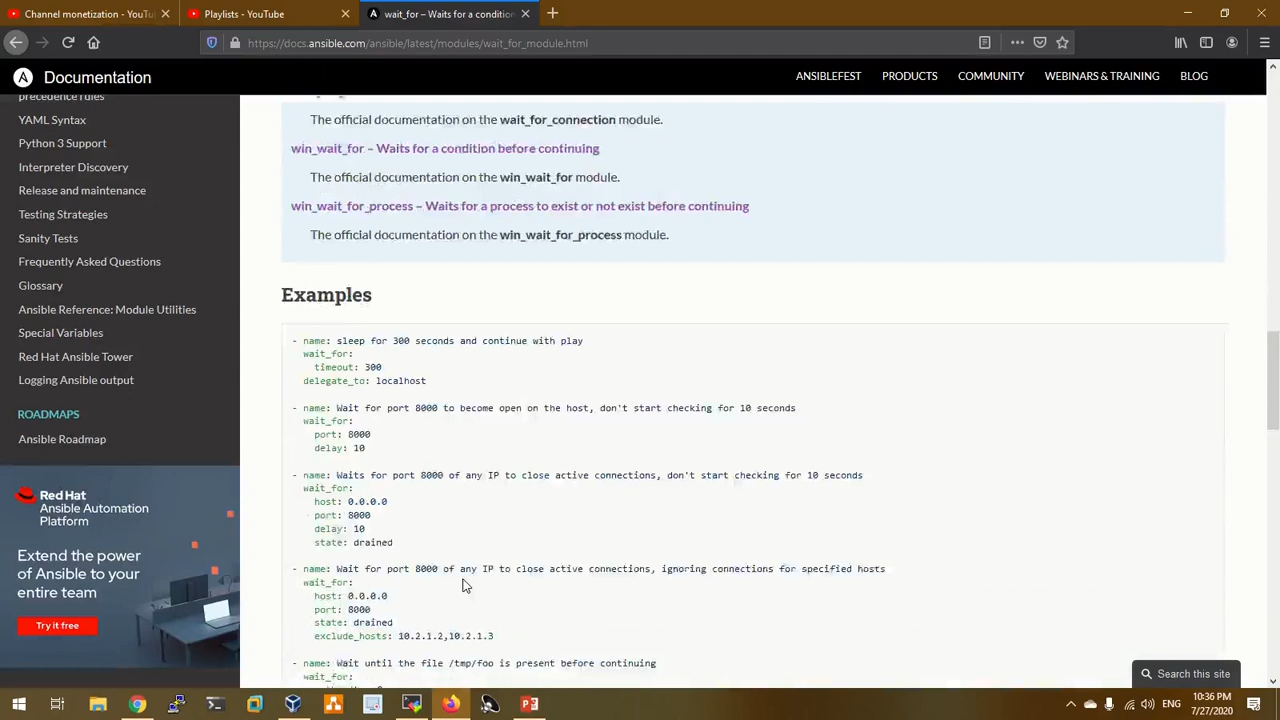 Channel monetization - YouTu
Playlists - YouTube
wait_for – Waits for a condition
https://docs.ansible.com/ansible/latest/modules/wait_for_module.html
Documentation
ANSIBLEFEST
PRODUCTS
COMMUNITY
WEBINARS & TRAINING
BLOG
precedence rules
YAML Syntax
Python 3 Support
Interpreter Discovery
Release and maintenance
Testing Strategies
Sanity Tests
Frequently Asked Questions
Glossary
Ansible Reference: Module Utilities
Special Variables
Red Hat Ansible Tower
Logging Ansible output
ROADMAPS
Ansible Roadmap
Red Hat
Ansible Automation
Platform
Extend the power
of Ansible to your
entire team
Try it free
The official documentation on the wait_for_connection module.
win_wait_for – Waits for a condition before continuing
The official documentation on the win_wait_for module.
win_wait_for_process – Waits for a process to exist or not exist before continuing
The official documentation on the win_wait_for_process module.
Examples
- name: sleep for 300 seconds and continue with play
wait_for:
timeout: 300
delegate_to: localhost
- name: Wait for port 8000 to become open on the host, don't start checking for 10 seconds
wait_for:
port: 8000
delay: 10
- name: Waits for port 8000 of any IP to close active connections, don't start checking for 10 seconds
wait_for:
host: 0.0.0.0
port: 8000
delay: 10
state: drained
- name: Wait for port 8000 of any IP to close active connections, ignoring connections for specified hosts
wait_for:
host: 0.0.0.0
port: 8000
state: drained
exclude_hosts: 10.2.1.2,10.2.1.3
- name: Wait until the file /tmp/foo is present before continuing
wait_for:
Search this site
ENG
10:36 PM
7/27/2020